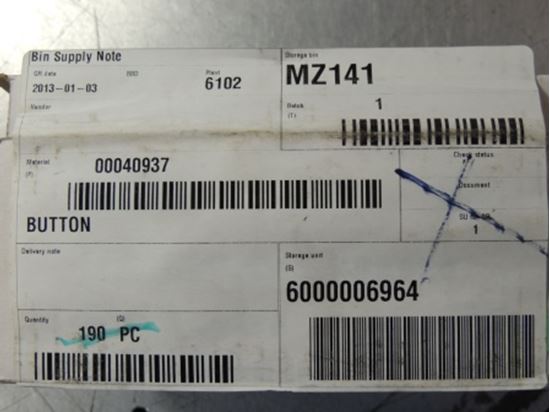 Bin Supply Note
GR date
2013-01-03
Plant
6102
Vendor
Storage bin
MZ141
Batch
1
(T)
Material
(P)
00040937
BUTTON
Check status
Document
1
Delivery note
Storage unit
(S)
6000006964
Quantity
(Q)
190 PC